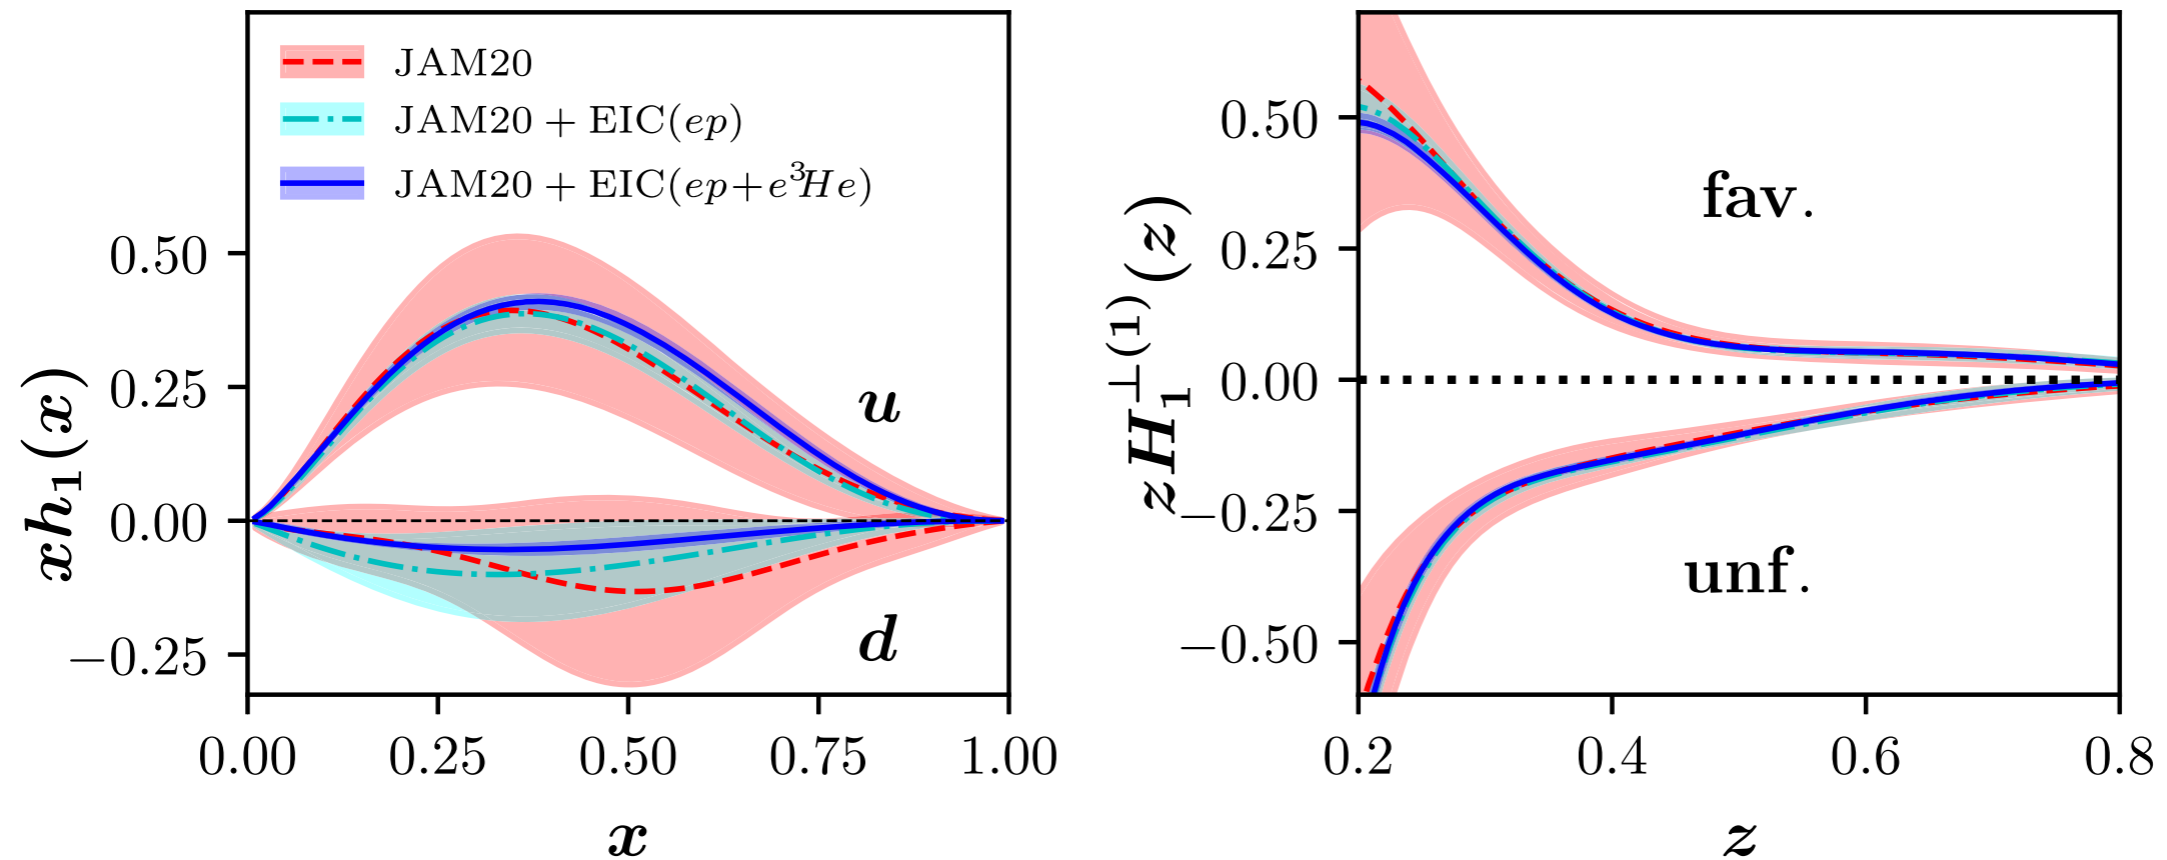 JAM20
JAM20 + EIC(ep)
JAM20 + EIC(ep+e³He)
0.50
0.25
0.00
−0.25
xh₁(x)
u
d
0.00 0.25 0.50 0.75 1.00
x
0.50
0.25
0.00
−0.25
−0.50
zH₁^⊥(1)(z)
fav.
unf.
0.2 0.4 0.6 0.8
z